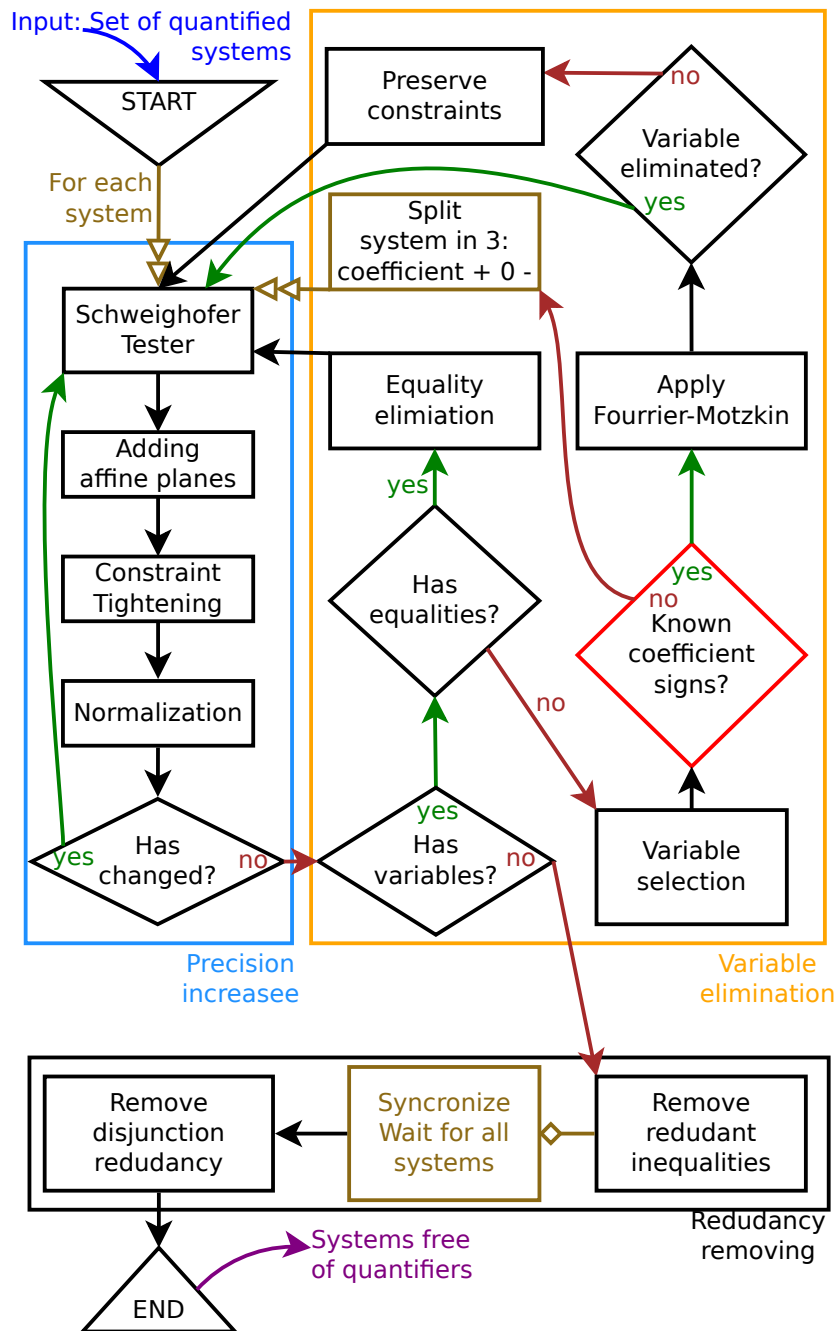 Input: Set of quantified
systems
START
For each
system
Schweighofer
Tester
Adding
affine planes
Constraint
Tightening
Normalization
Has
changed?
yes
no
Precision
increasee
Preserve
constraints
no
Variable
eliminated?
yes
Split
system in 3:
coefficient + 0 -
Equality
elimiation
Apply
Fourrier-Motzkin
yes
Has
equalities?
no
yes
no
Known
coefficient
signs?
yes
Has
variables?
no
Variable
selection
Variable
elimination
Remove
disjunction
redudancy
Syncronize
Wait for all
systems
Remove
redudant
inequalities
Redudancy
removing
Systems free
of quantifiers
END